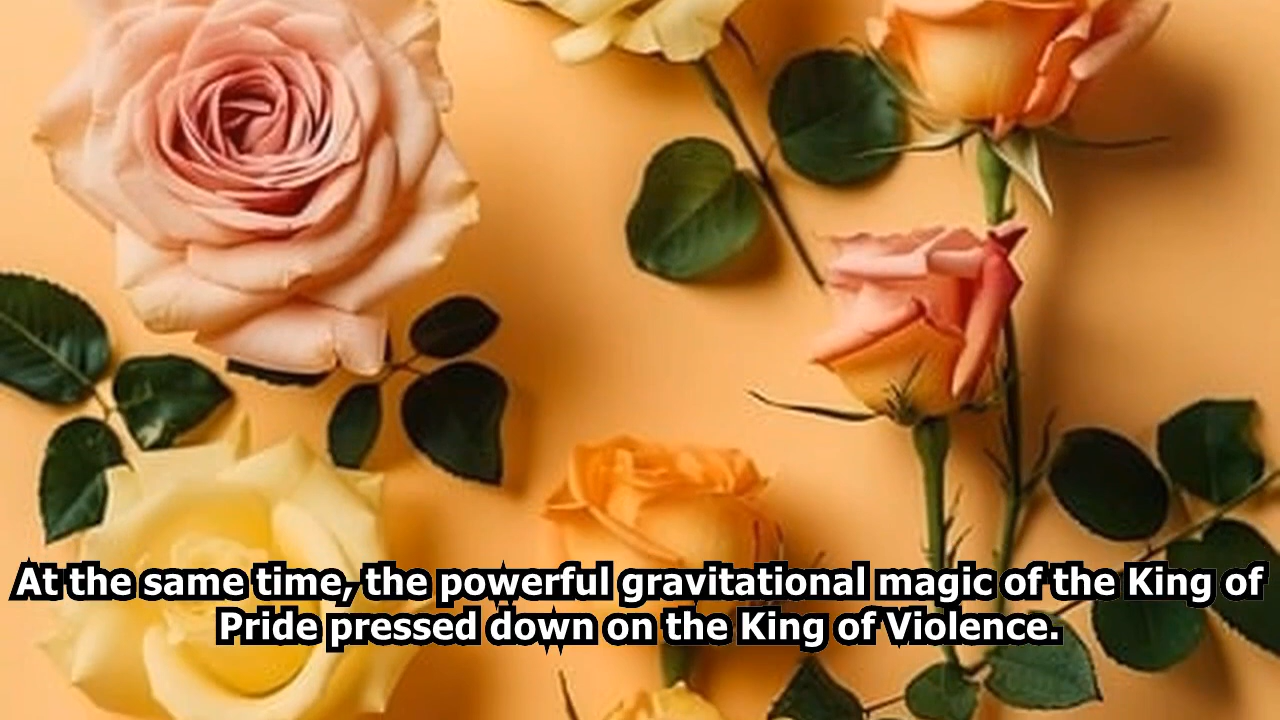 At the same time, the powerful gravitational magic of the King of
Pride pressed down on the King of Violence.